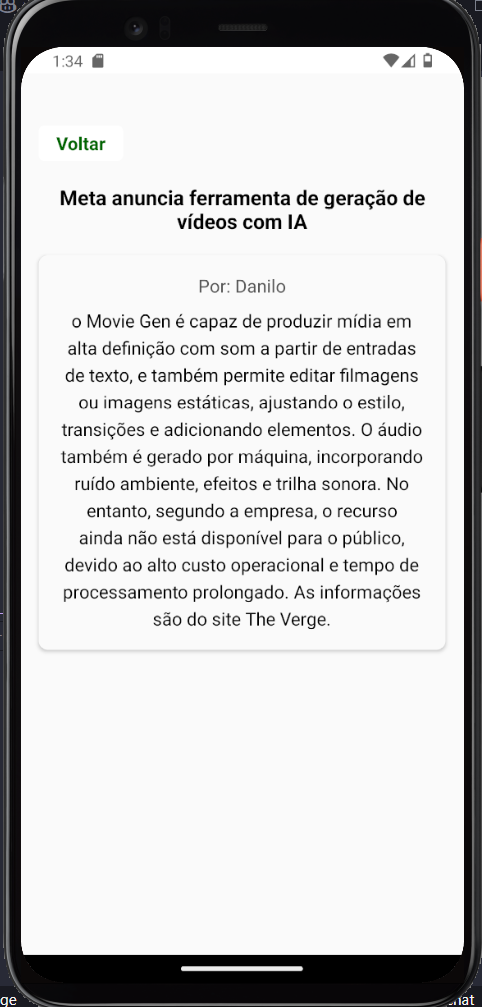 1:34
Voltar
Meta anuncia ferramenta de geração de
vídeos com IA
Por: Danilo
o Movie Gen é capaz de produzir mídia em
alta definição com som a partir de entradas
de texto, e também permite editar filmagens
ou imagens estáticas, ajustando o estilo,
transições e adicionando elementos. O áudio
também é gerado por máquina, incorporando
ruído ambiente, efeitos e trilha sonora. No
entanto, segundo a empresa, o recurso
ainda não está disponível para o público,
devido ao alto custo operacional e tempo de
processamento prolongado. As informações
são do site The Verge.
ge
hat